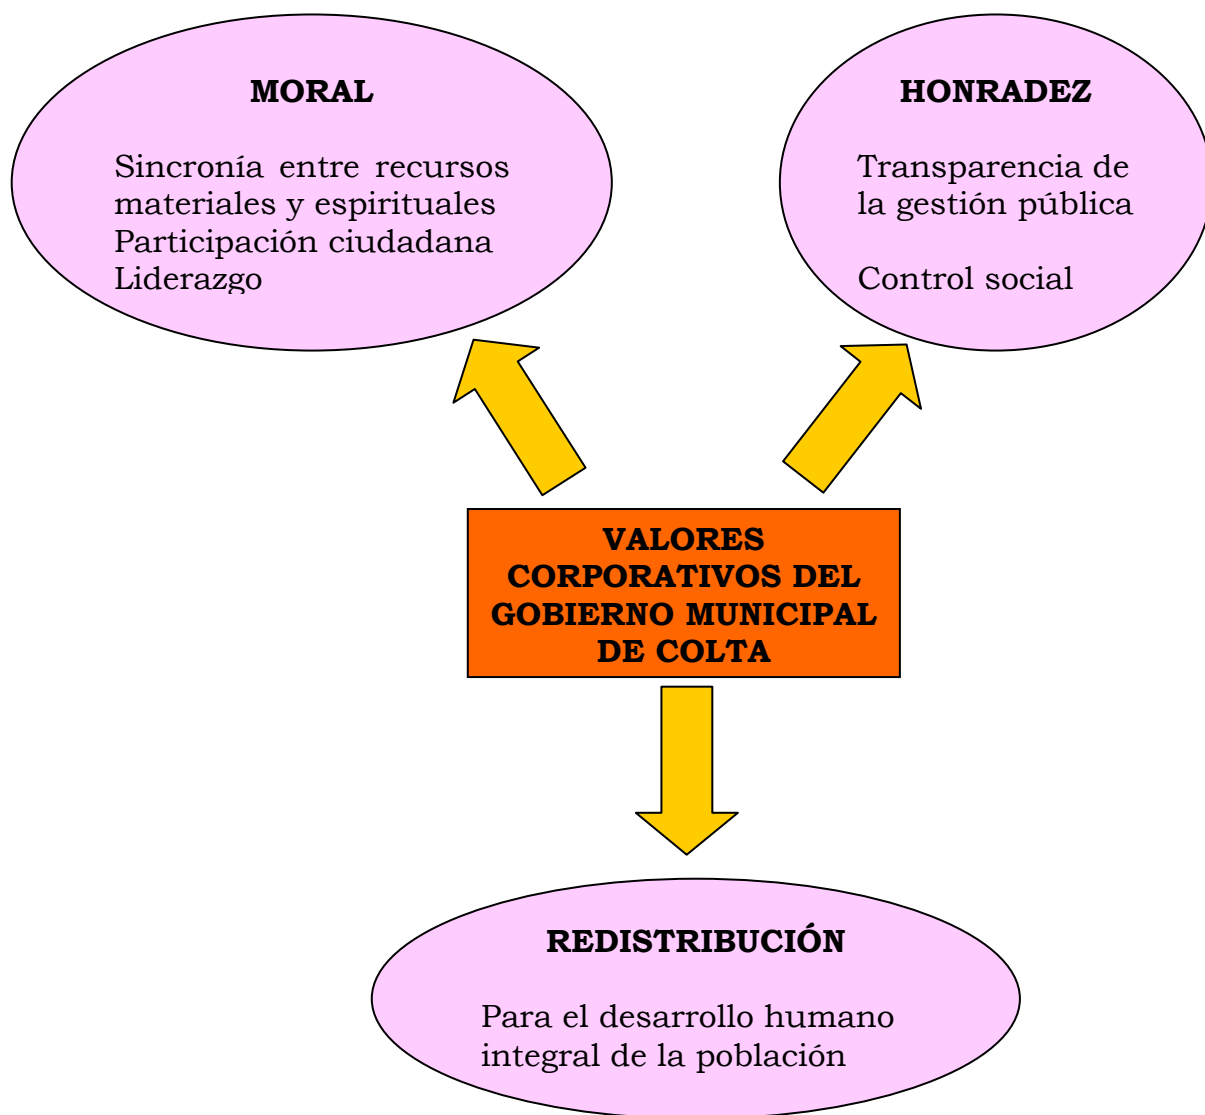 MORAL
Sincronía entre recursos
materiales y espirituales
Participación ciudadana
Liderazgo
HONRADEZ
Transparencia de
la gestión pública
Control social
VALORES
CORPORATIVOS DEL
GOBIERNO MUNICIPAL
DE COLTA
REDISTRIBUCIÓN
Para el desarrollo humano
integral de la población